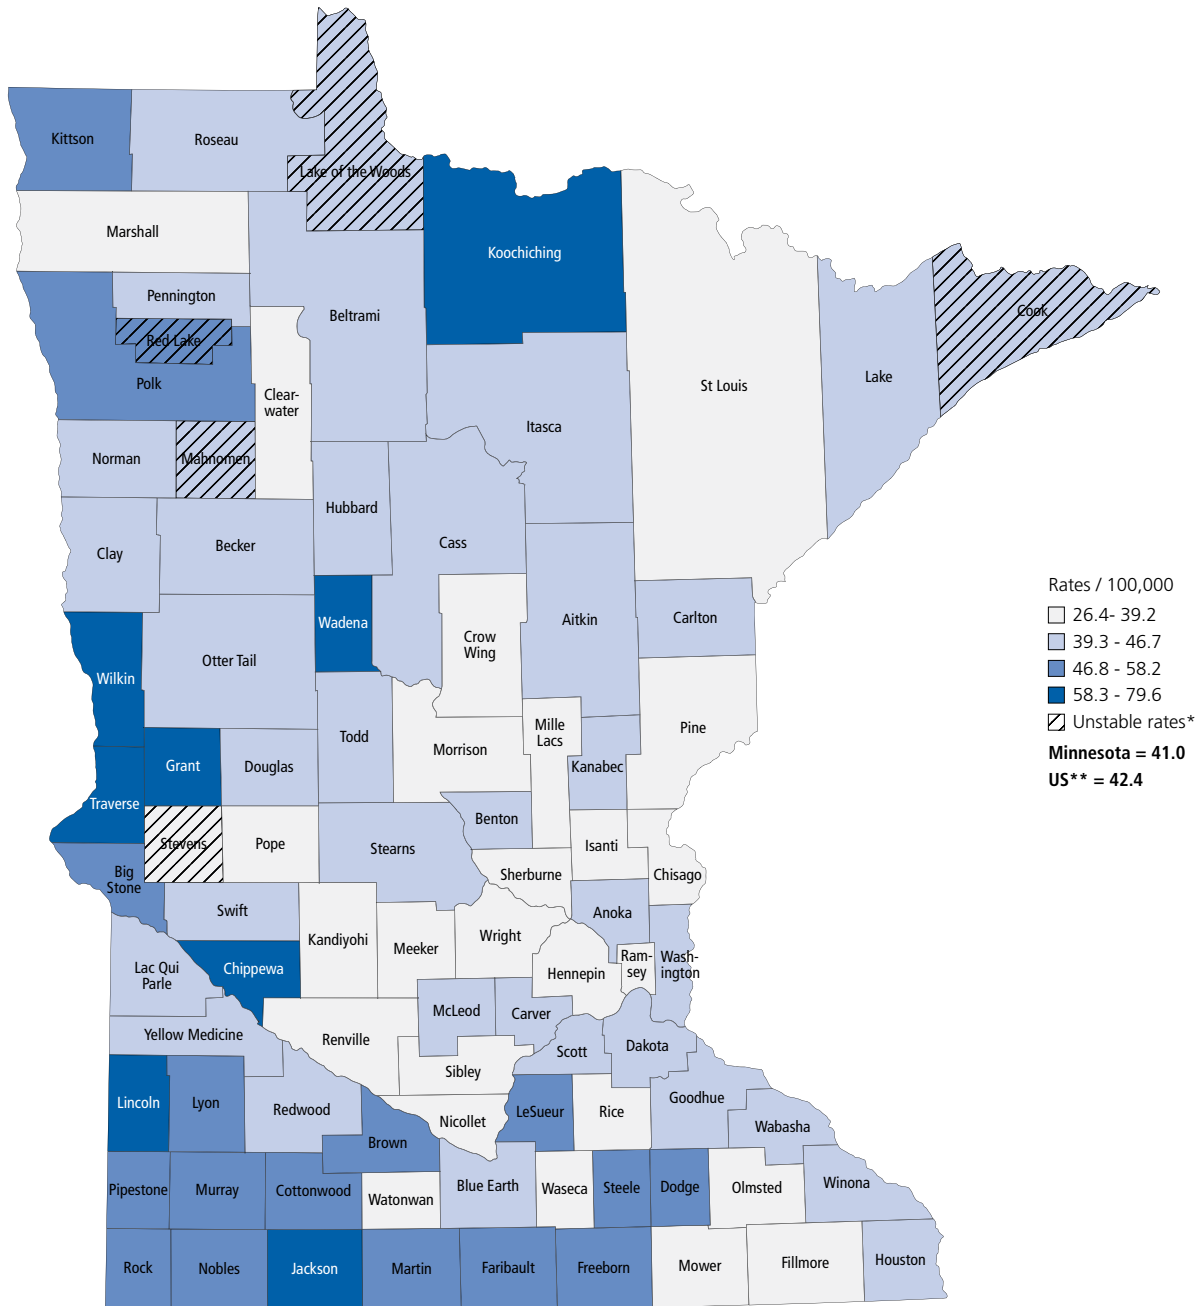 Kittson
Roseau
Lake of the Woods
Marshall
Koochiching
Pennington
Red Lake
Polk
Beltrami
Cook
Clear-
water
St Louis
Lake
Itasca
Norman
Mahnomen
Hubbard
Clay
Becker
Cass
Wadena
Aitkin
Carlton
Crow
Wing
Otter Tail
Wilkin
Mille
Lacs
Pine
Todd
Morrison
Grant
Douglas
Kanabec
Traverse
Benton
Stevens
Pope
Stearns
Isanti
Big
Stone
Sherburne
Chisago
Swift
Anoka
Kandiyohi
Meeker
Wright
Ram-
sey
Wash-
ington
Lac Qui
Parle
Chippewa
Hennepin
McLeod
Carver
Yellow Medicine
Renville
Scott
Dakota
Sibley
Lincoln
Lyon
Redwood
Goodhue
Nicollet
LeSueur
Rice
Wabasha
Brown
Pipestone
Murray
Cottonwood
Watonwan
Blue Earth
Waseca
Steele
Dodge
Olmsted
Winona
Rock
Nobles
Jackson
Martin
Faribault
Freeborn
Mower
Fillmore
Houston
Rates / 100,000
26.4- 39.2
39.3 - 46.7
46.8 - 58.2
58.3 - 79.6
Unstable rates*
Minnesota = 41.0
US** = 42.4